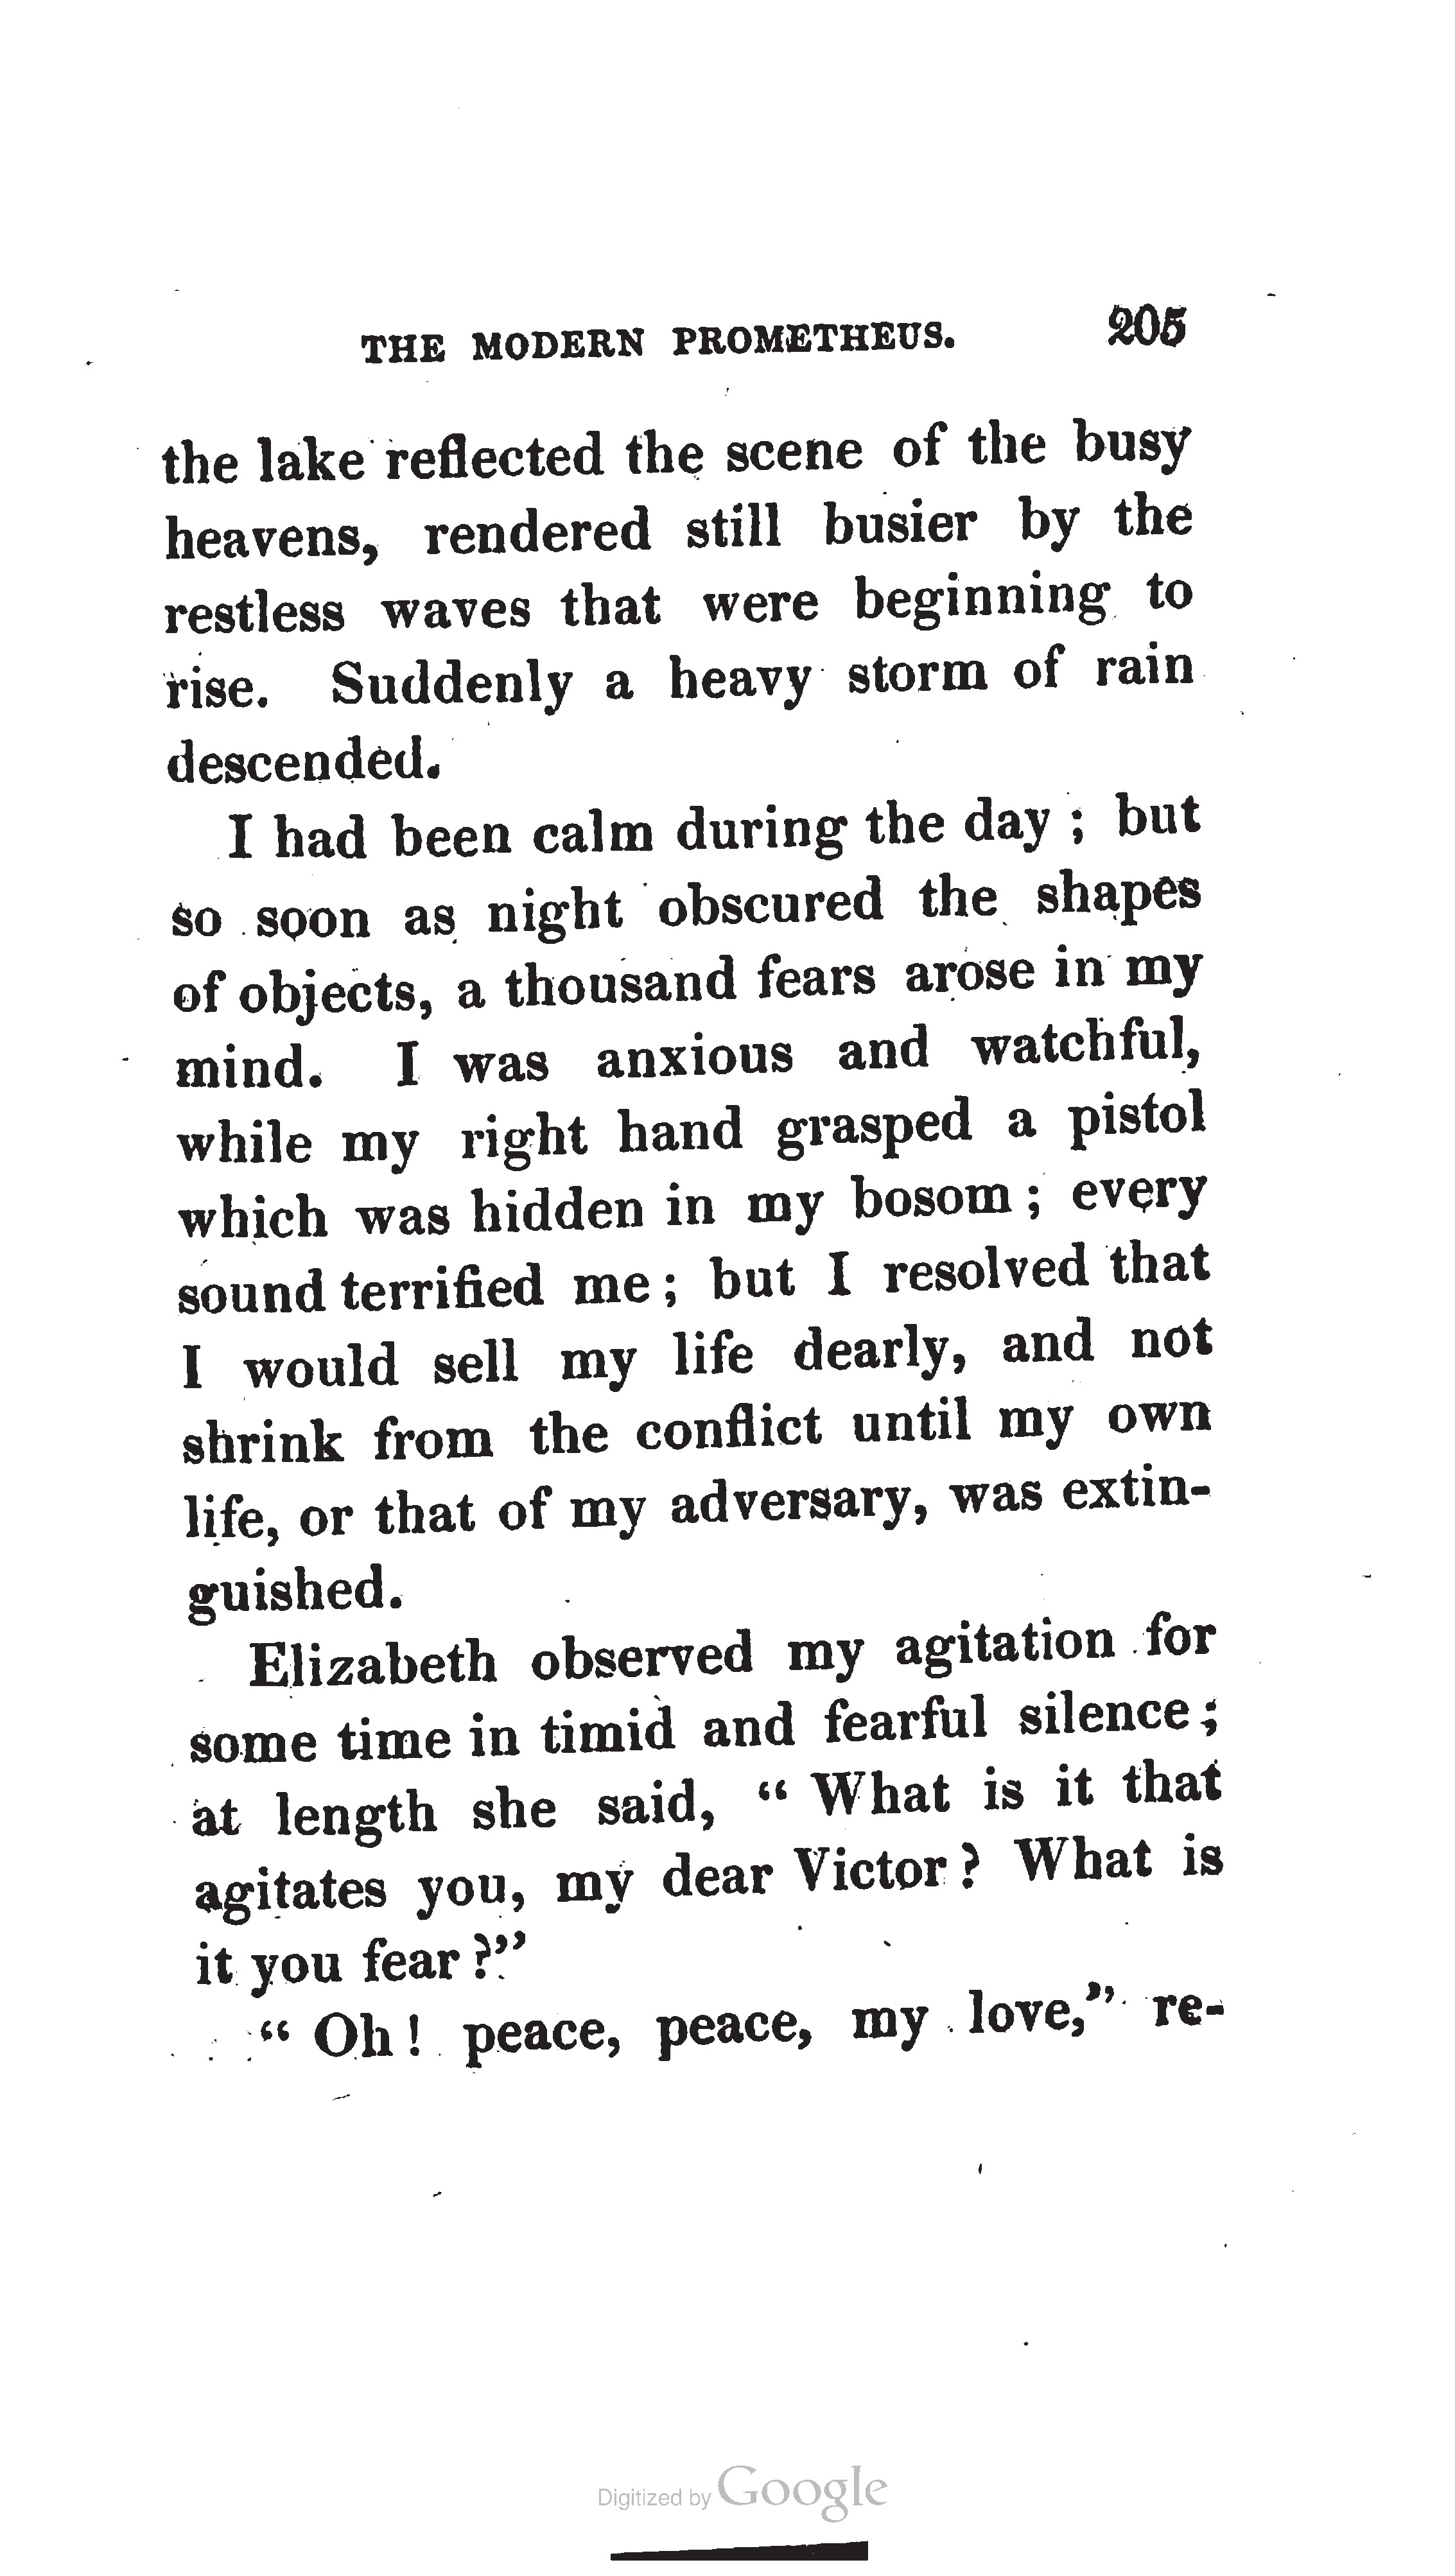 THE MODERN PROMETHEUS. 205
the lake reflected the scene of the busy
heavens, rendered still busier by the
restless waves that were beginning to
rise. Suddenly a heavy storm of rain
descended.
I had been calm during the day ; but
so soon as night obscured the shapes
of objects, a thousand fears arose in my
mind. I was anxious and watchful,
while my right hand grasped a pistol
which was hidden in my bosom ; every
sound terrified me ; but I resolved that
I would sell my life dearly, and not
shrink from the conflict until my own
life, or that of my adversary, was extin-
guished.
Elizabeth observed my agitation for
some time in timid and fearful silence ;
at length she said, “ What is it that
agitates you, my dear Victor ? What is
it you fear ?”
“ Oh ! peace, peace, my love,” re-
Digitized by Google